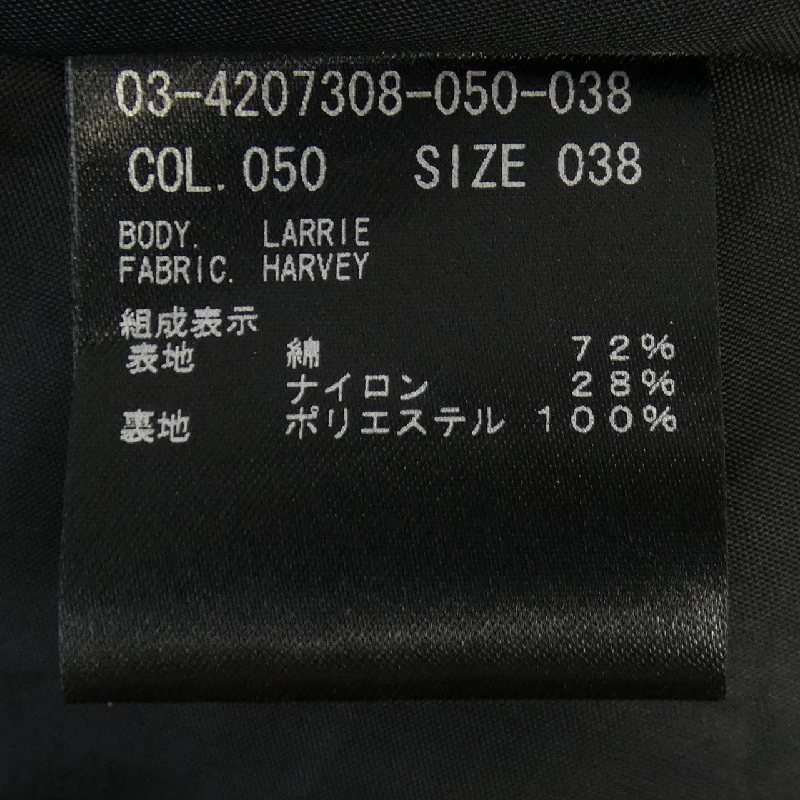 03-4207308-050-038
COL. 050 SIZE 038
BODY. LARRIE
FABRIC. HARVEY
組成表示
表地 綿 72%
ナイロン 28%
裏地 ポリエステル 100%